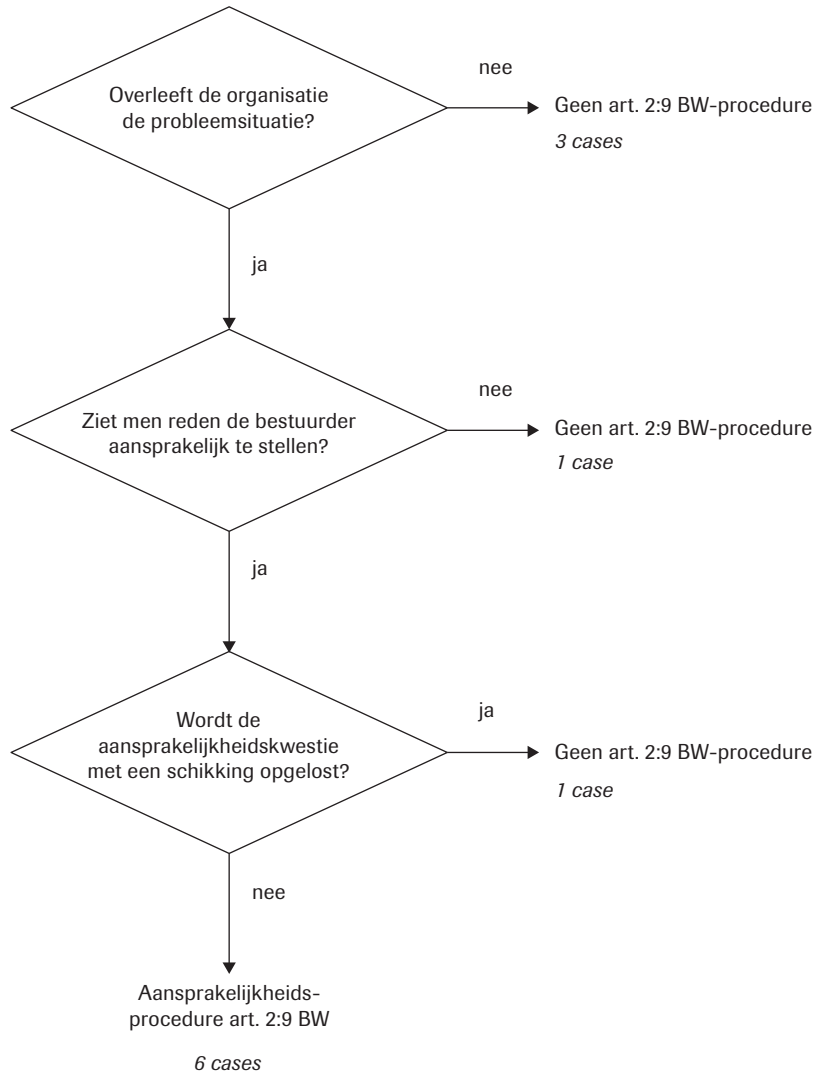 nee
Overleeft de organisatie
de probleemsituatie?
Geen art. 2:9 BW-procedure
3 cases
ja
nee
Ziet men reden de bestuurder
aansprakelijk te stellen?
Geen art. 2:9 BW-procedure
1 case
ja
ja
Wordt de
aansprakelijkheidskwestie
met een schikking opgelost?
Geen art. 2:9 BW-procedure
1 case
nee
Aansprakelijkheids-
procedure art. 2:9 BW
6 cases